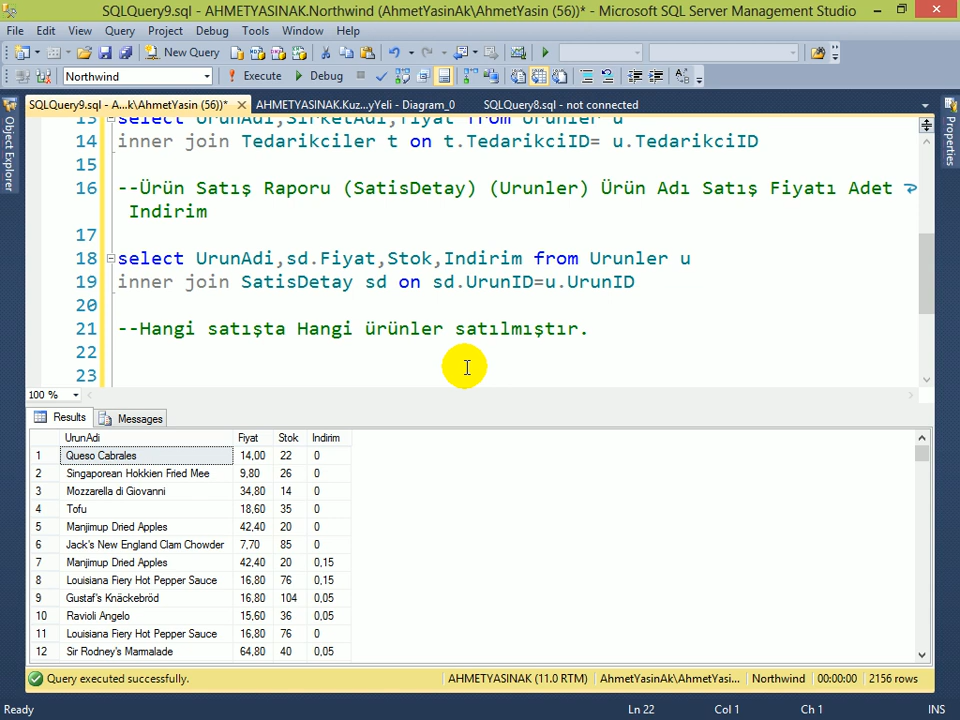 SQLQuery9.sql - AHMETYASINAK.Northwind (AhmetYasinAk\AhmetYasin (56))* - Microsoft SQL Server Management Studio
File Edit View Query Project Debug Tools Window Help
New Query
Northwind Execute Debug
SQLQuery9.sql - A...k\AhmetYasin (56))* AHMETYASINAK.Kuz...yYeli - Diagram_0 SQLQuery8.sql - not connected
Object Explorer
Properties
13 select UrunAdi,SirketAdi,Fiyat from Urunler u
14 inner join Tedarikciler t on t.TedarikciID= u.TedarikciID
15
16 --Ürün Satış Raporu (SatisDetay) (Urunler) Ürün Adı Satış Fiyatı Adet
Indirim
17
18 select UrunAdi,sd.Fiyat,Stok,Indirim from Urunler u
19 inner join SatisDetay sd on sd.UrunID=u.UrunID
20
21 --Hangi satışta Hangi ürünler satılmıştır.
22
23
100 %
Results Messages
UrunAdi Fiyat Stok Indirim
1 Queso Cabrales 14,00 22 0
2 Singaporean Hokkien Fried Mee 9,80 26 0
3 Mozzarella di Giovanni 34,80 14 0
4 Tofu 18,60 35 0
5 Manjimup Dried Apples 42,40 20 0
6 Jack's New England Clam Chowder 7,70 85 0
7 Manjimup Dried Apples 42,40 20 0,15
8 Louisiana Fiery Hot Pepper Sauce 16,80 76 0,15
9 Gustaf's Knäckebröd 16,80 104 0,05
10 Ravioli Angelo 15,60 36 0,05
11 Louisiana Fiery Hot Pepper Sauce 16,80 76 0
12 Sir Rodney's Marmalade 64,80 40 0,05
Query executed successfully. AHMETYASINAK (11.0 RTM) AhmetYasinAk\AhmetYasi... Northwind 00:00:00 2156 rows
Ready Ln 22 Col 1 Ch 1 INS